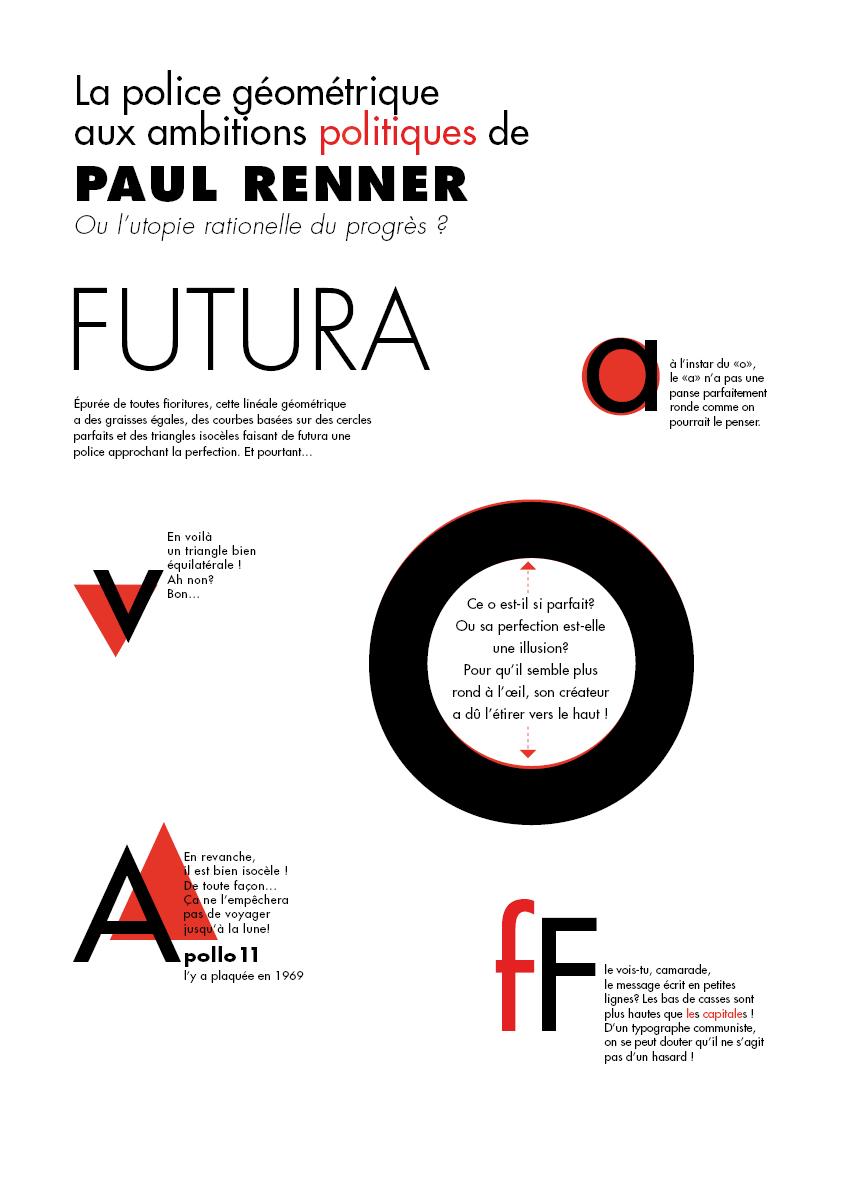 La police géométrique
aux ambitions politiques de
PAUL RENNER
Ou l’utopie rationelle du progrès ?
FUTURA
Épurée de toutes fioritures, cette linéale géométrique
a des graisses égales, des courbes basées sur des cercles
parfaits et des triangles isocèles faisant de futura une
police approchant la perfection. Et pourtant…
a
à l’instar du «o»,
le «a» n’a pas une
panse parfaitement
ronde comme on
pourrait le penser.
v
En voilà
un triangle bien
équilatérale !
Ah non?
Bon…
o
Ce o est-il si parfait?
Ou sa perfection est-elle
une illusion?
Pour qu’il semble plus
rond à l’œil, son créateur
a dû l’étirer vers le haut !
A
En revanche,
il est bien isocèle !
De toute façon…
Ça ne l’empêchera
pas de voyager
jusqu’à la lune!
pollo 11
l’y a plaquée en 1969
fF
le vois-tu, camarade,
le message écrit en petites
lignes? Les bas de casses sont
plus hautes que les capitales !
D’un typographe communiste,
on se peut douter qu’il ne s’agit
pas d’un hasard !